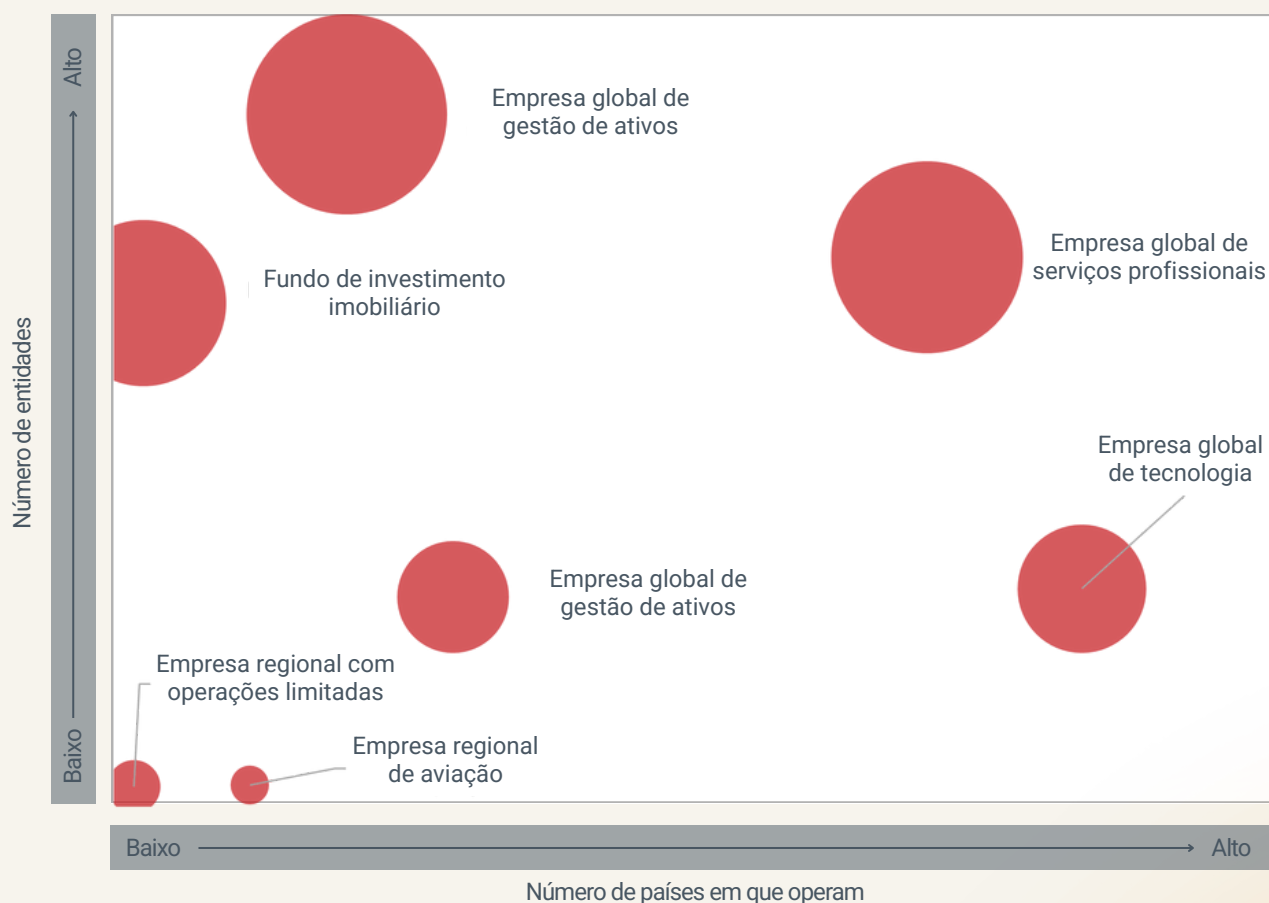 Alto
Número de entidades
Baixo
Empresa global de
gestão de ativos
Empresa global de
serviços profissionais
Fundo de investimento
imobiliário
Empresa global
de tecnologia
Empresa global de
gestão de ativos
Empresa regional com
operações limitadas
Empresa regional
de aviação
Baixo
Alto
Número de países em que operam